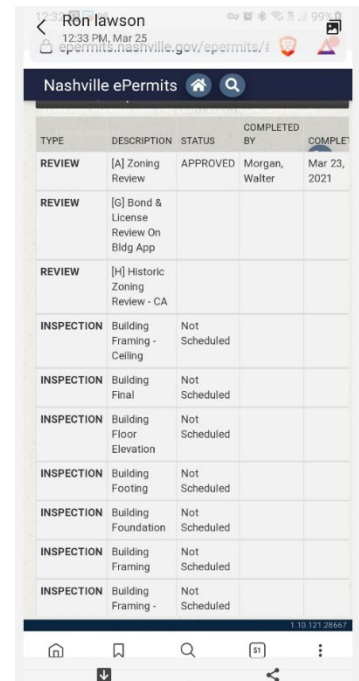 Ron lawson
12:33 PM, Mar 25
99%
epermits.nashville.gov/epermits/#
Nashville ePermits
TYPE DESCRIPTION STATUS COMPLETED BY COMPLET
REVIEW [A] Zoning Review APPROVED Morgan, Walter Mar 23, 2021
REVIEW [G] Bond & License Review On Bldg App
REVIEW [H] Historic Zoning Review - CA
INSPECTION Building Framing - Ceiling Not Scheduled
INSPECTION Building Final Not Scheduled
INSPECTION Building Floor Elevation Not Scheduled
INSPECTION Building Footing Not Scheduled
INSPECTION Building Foundation Not Scheduled
INSPECTION Building Framing Not Scheduled
INSPECTION Building Framing - Not Scheduled
1.10.121.28667
51